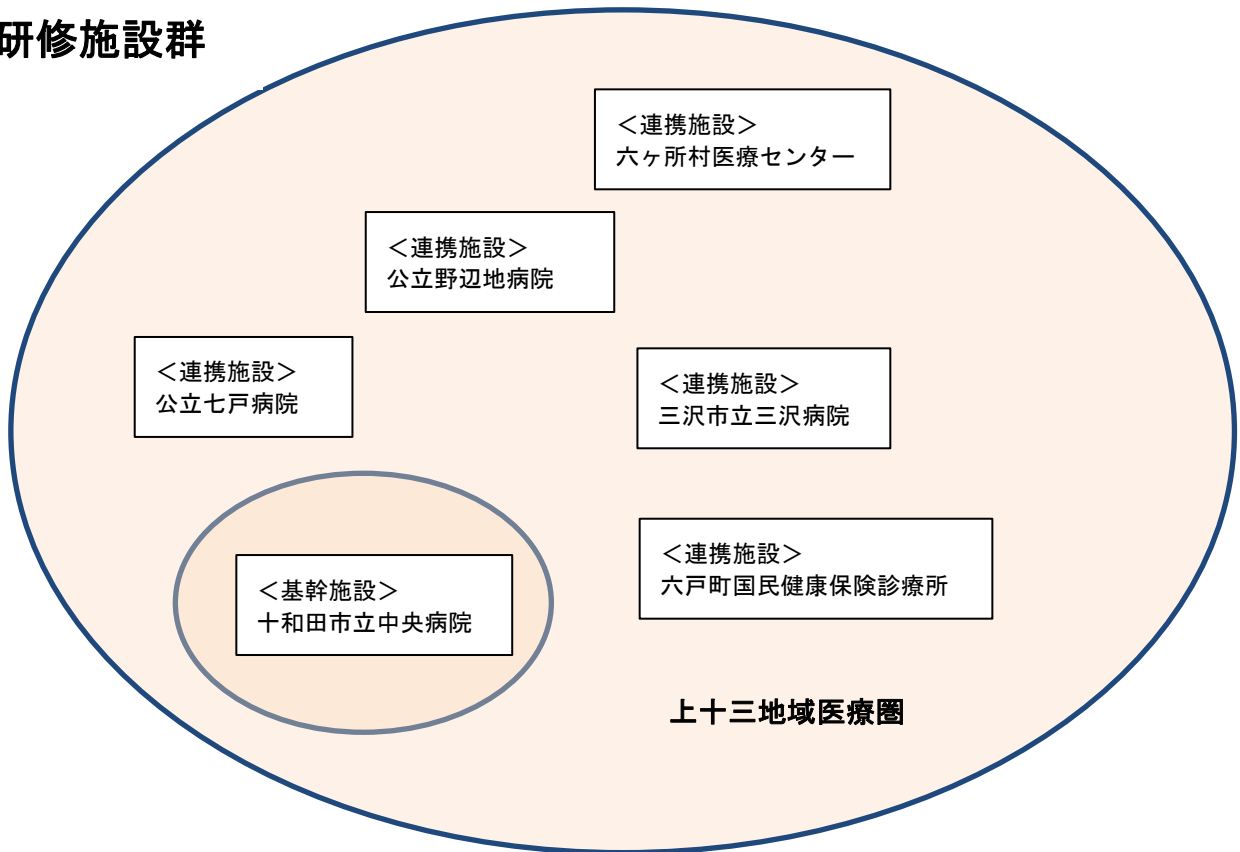 研修施設群
＜連携施設＞
六ヶ所村医療センター
＜連携施設＞
公立野辺地病院
＜連携施設＞
公立七戸病院
＜連携施設＞
三沢市立三沢病院
＜連携施設＞
六戸町国民健康保険診療所
＜基幹施設＞
十和田市立中央病院
上十三地域医療圏